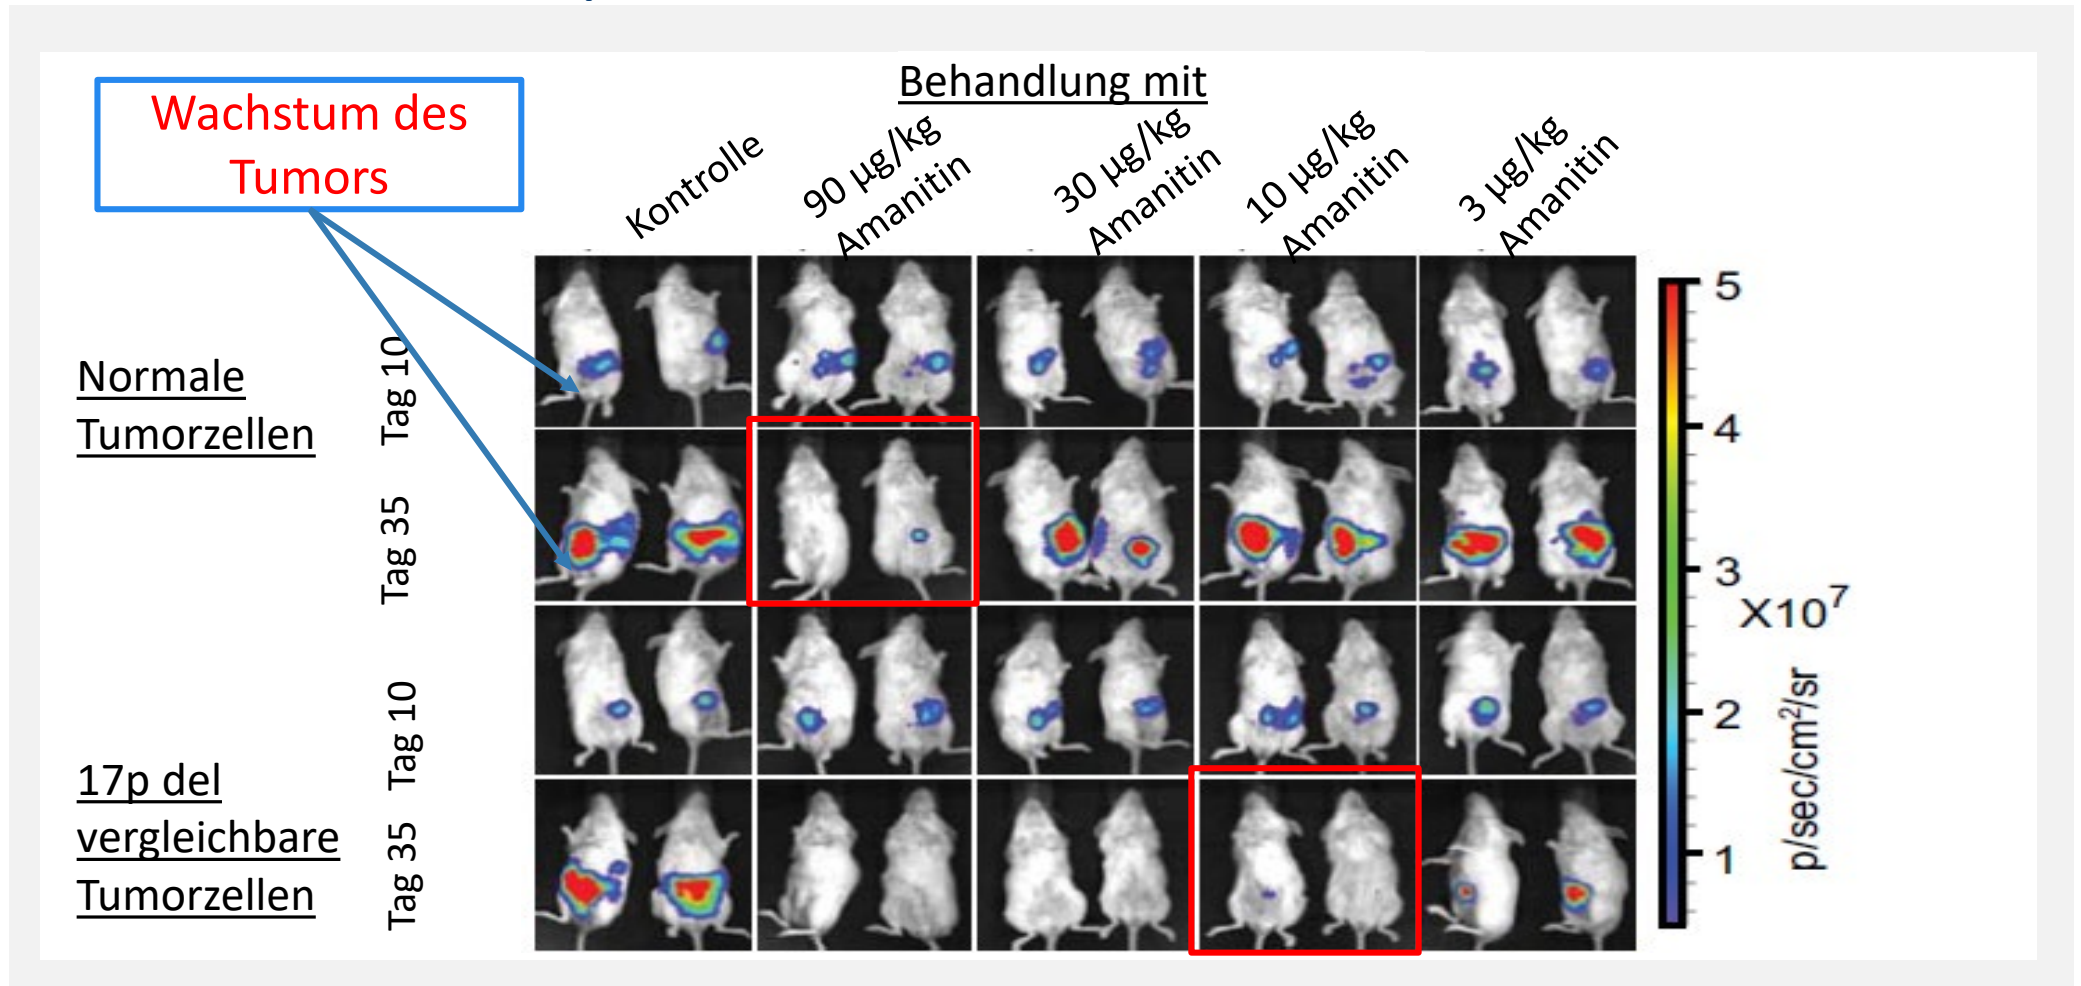 Behandlung mit
Wachstum des
Tumors
Kontrolle
90 µg/kg
Amanitin
30 µg/kg
Amanitin
10 µg/kg
Amanitin
3 µg/kg
Amanitin
Normale
Tumorzellen
Tag 10
Tag 35
17p del
vergleichbare
Tumorzellen
Tag 10
Tag 35
5
4
3
2
1
X10⁷
p/sec/cm²/sr